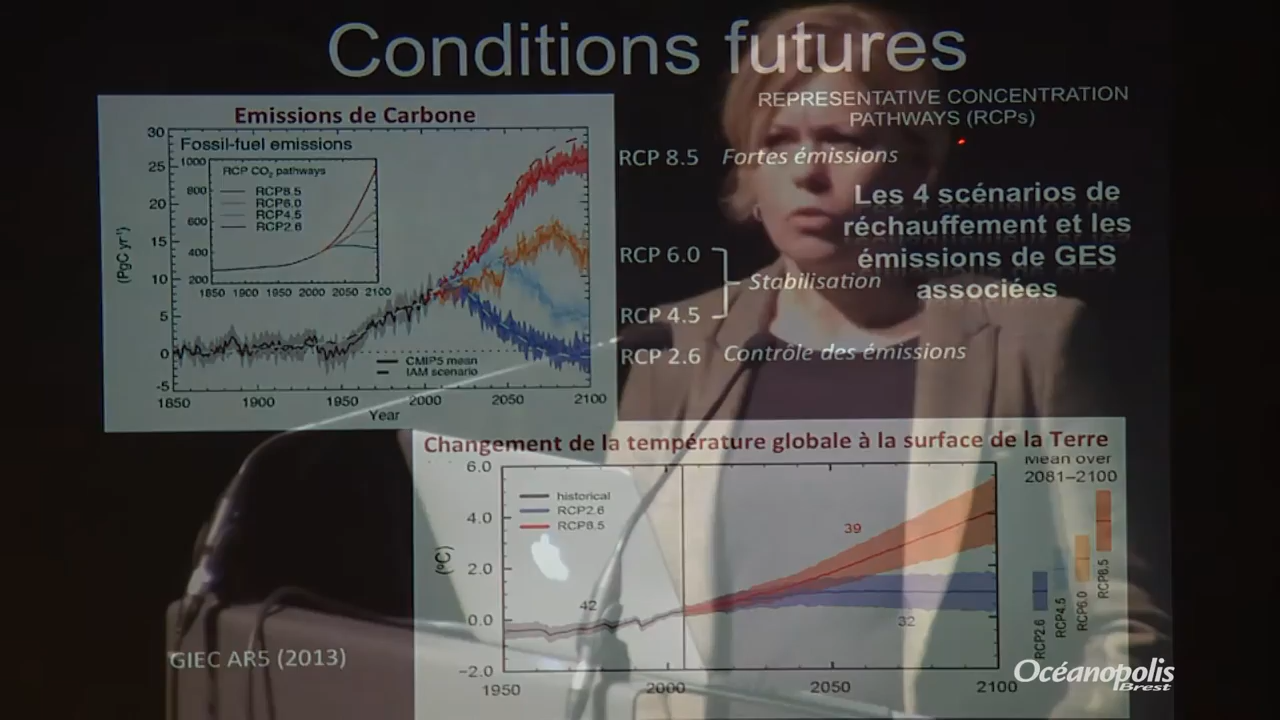 Conditions futures
REPRESENTATIVE CONCENTRATION
PATHWAYS (RCPs)
Emissions de Carbone
Fossil-fuel emissions
RCP CO2 pathways
RCP8.5
RCP6.0
RCP4.5
RCP2.6
1000
800
600
400
200
1850 1900 1950 2000 2050 2100
30
25
20
15
10
5
0
-5
(PgC yr⁻¹)
CMIP5 mean
IAM scenario
1850 1900 1950 2000 2050 2100
Year
RCP 8.5 Fortes émissions
RCP 6.0
Stabilisation
RCP 4.5
RCP 2.6 Contrôle des émissions
Les 4 scénarios de
réchauffement et les
émissions de GES
associées
Changement de la température globale à la surface de la Terre
6.0
4.0
2.0
0.0
−2.0
(°C)
historical
RCP2.6
RCP8.5
42
39
32
1950 2000 2050 2100
Mean over
2081–2100
RCP2.6
RCP4.5
RCP6.0
RCP8.5
GIEC AR5 (2013)
Océanopolis
Brest